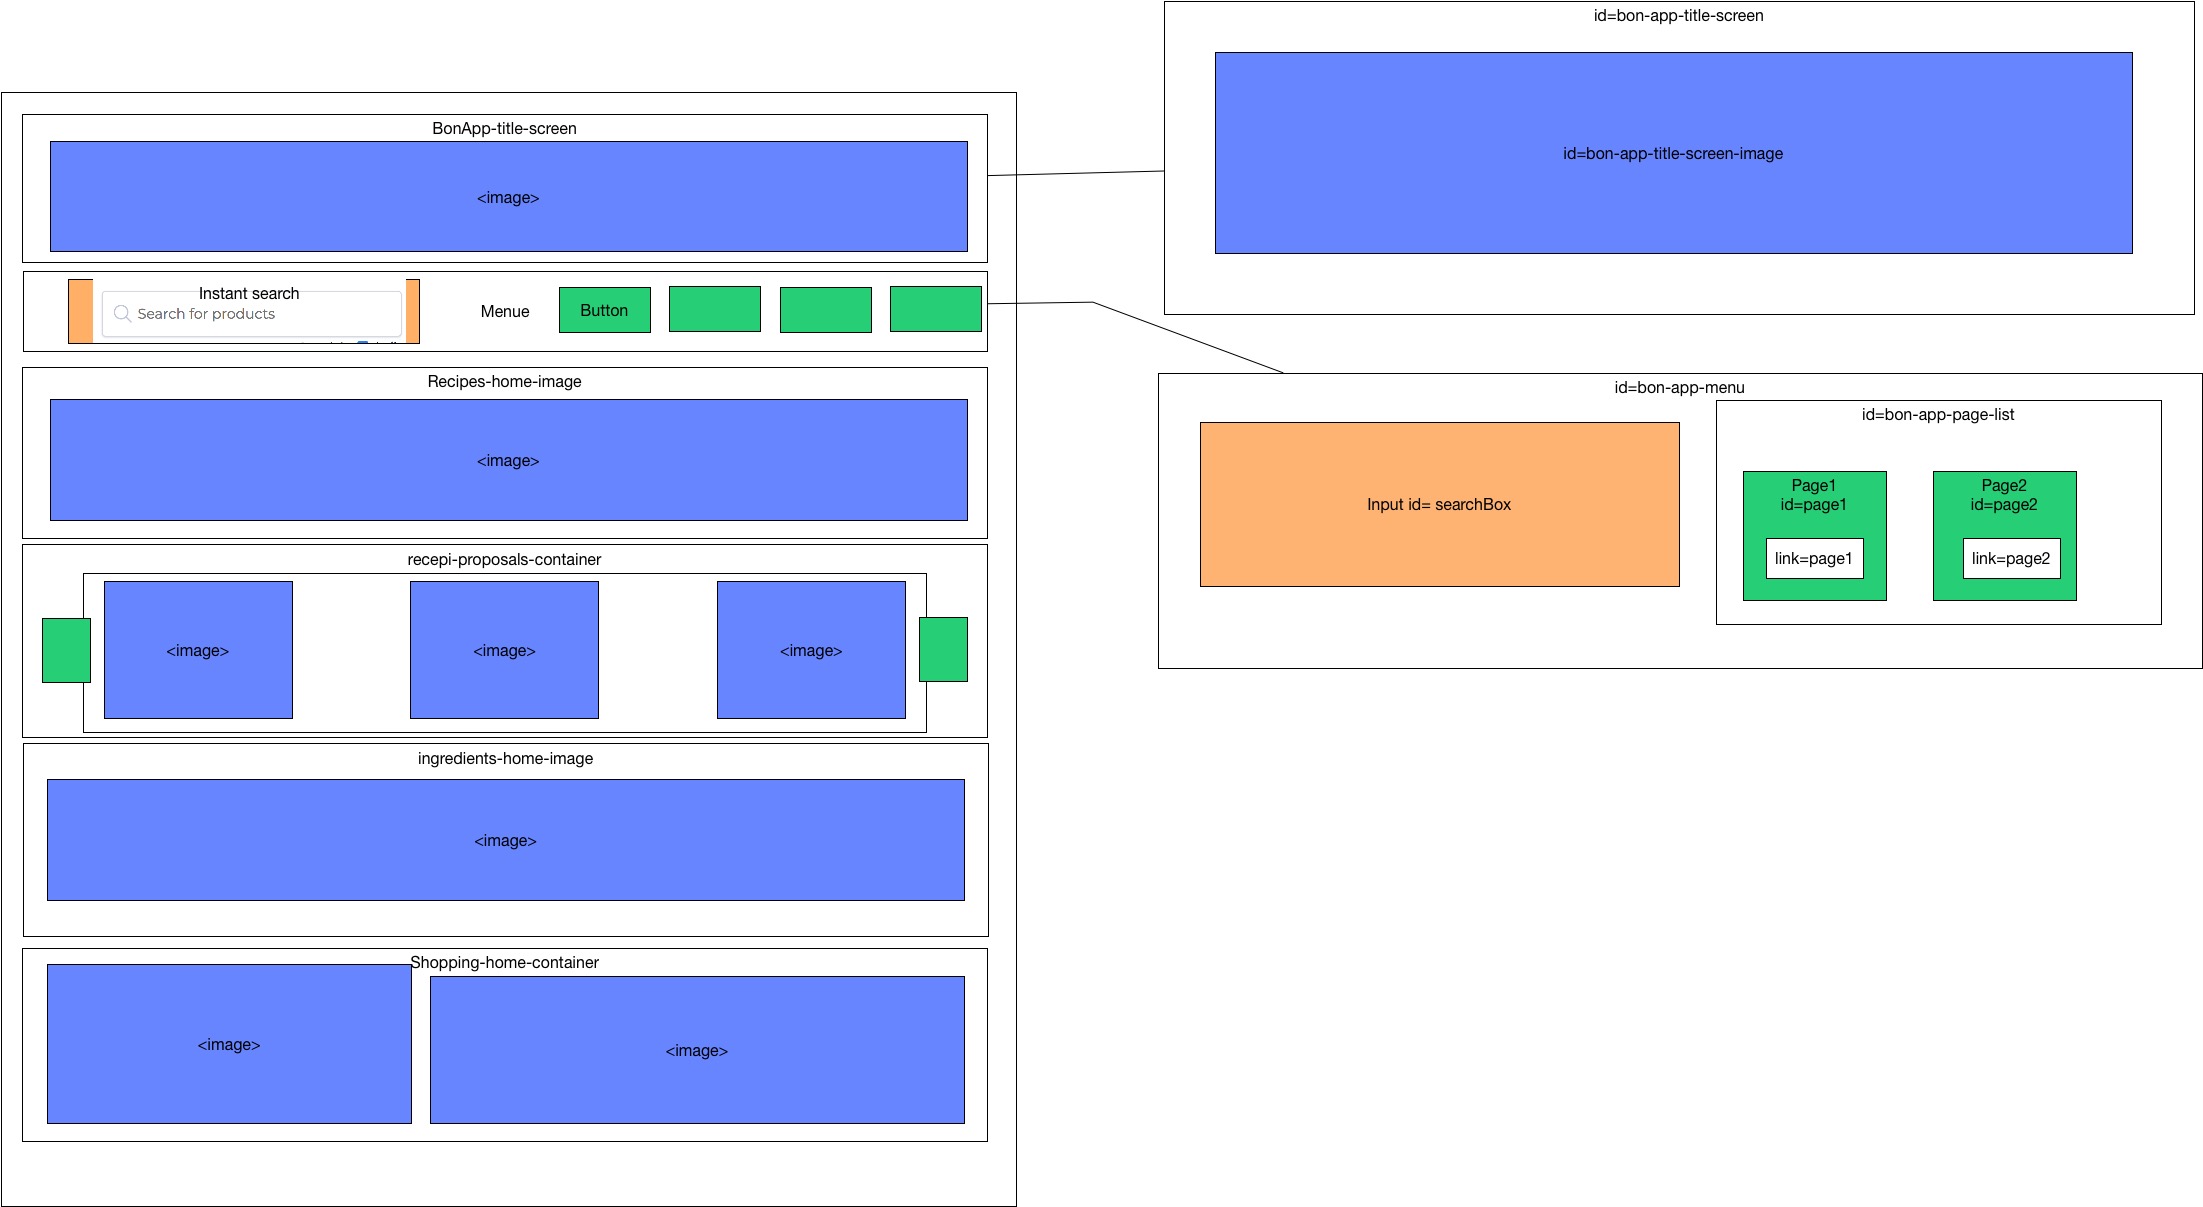 BonApp-title-screen
<image>
Instant search
Search for products
Menue
Button
Recipes-home-image
<image>
recepi-proposals-container
<image>
<image>
<image>
ingredients-home-image
<image>
Shopping-home-container
<image>
<image>
id=bon-app-title-screen
id=bon-app-title-screen-image
id=bon-app-menu
Input id= searchBox
id=bon-app-page-list
Page1
id=page1
link=page1
Page2
id=page2
link=page2